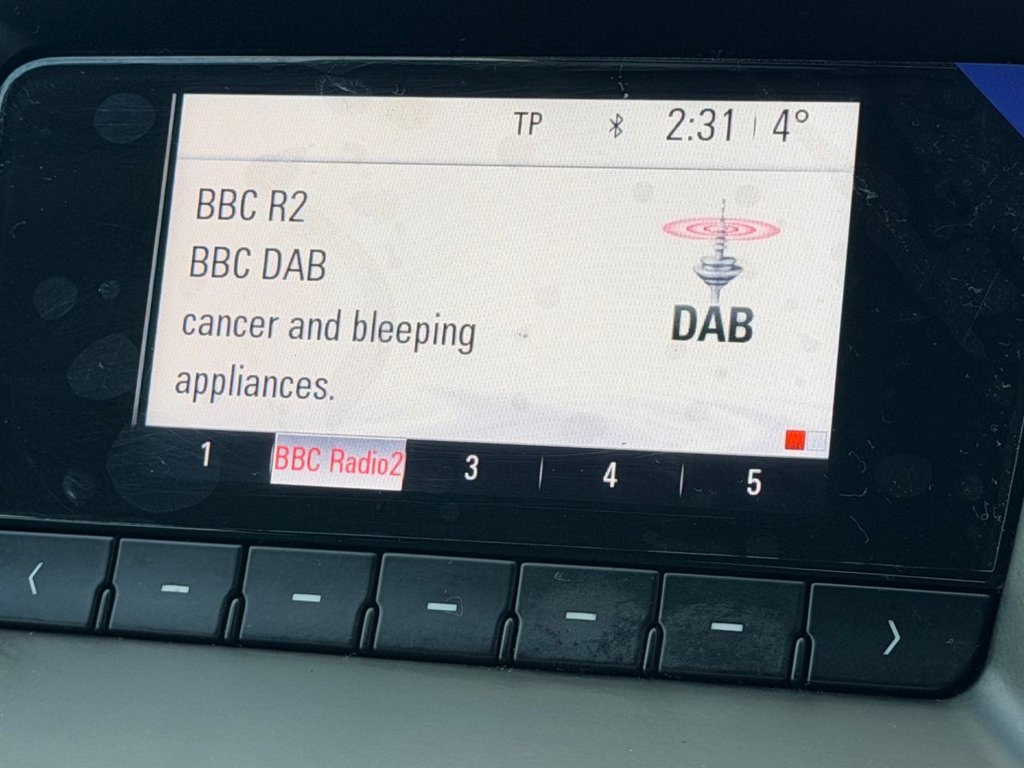 TP 2:31 4°
BBC R2
BBC DAB
cancer and bleeping
appliances.
DAB
1 BBC Radio2 3 4 5